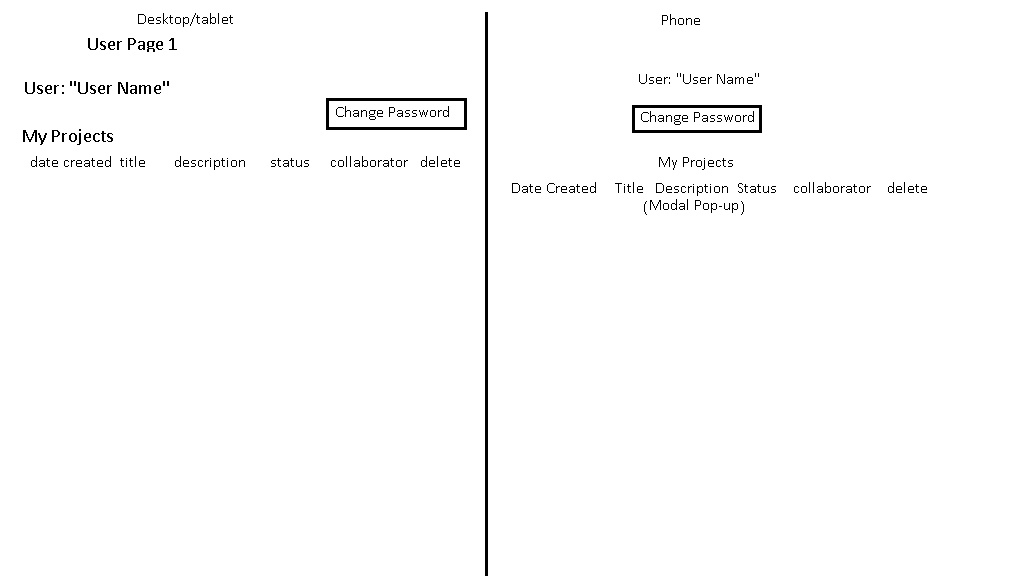 Desktop/tablet
User Page 1
User: "User Name"
Change Password
My Projects
date created title description status collaborator delete
Phone
User: "User Name"
Change Password
My Projects
Date Created Title Description Status collaborator delete
(Modal Pop-up)